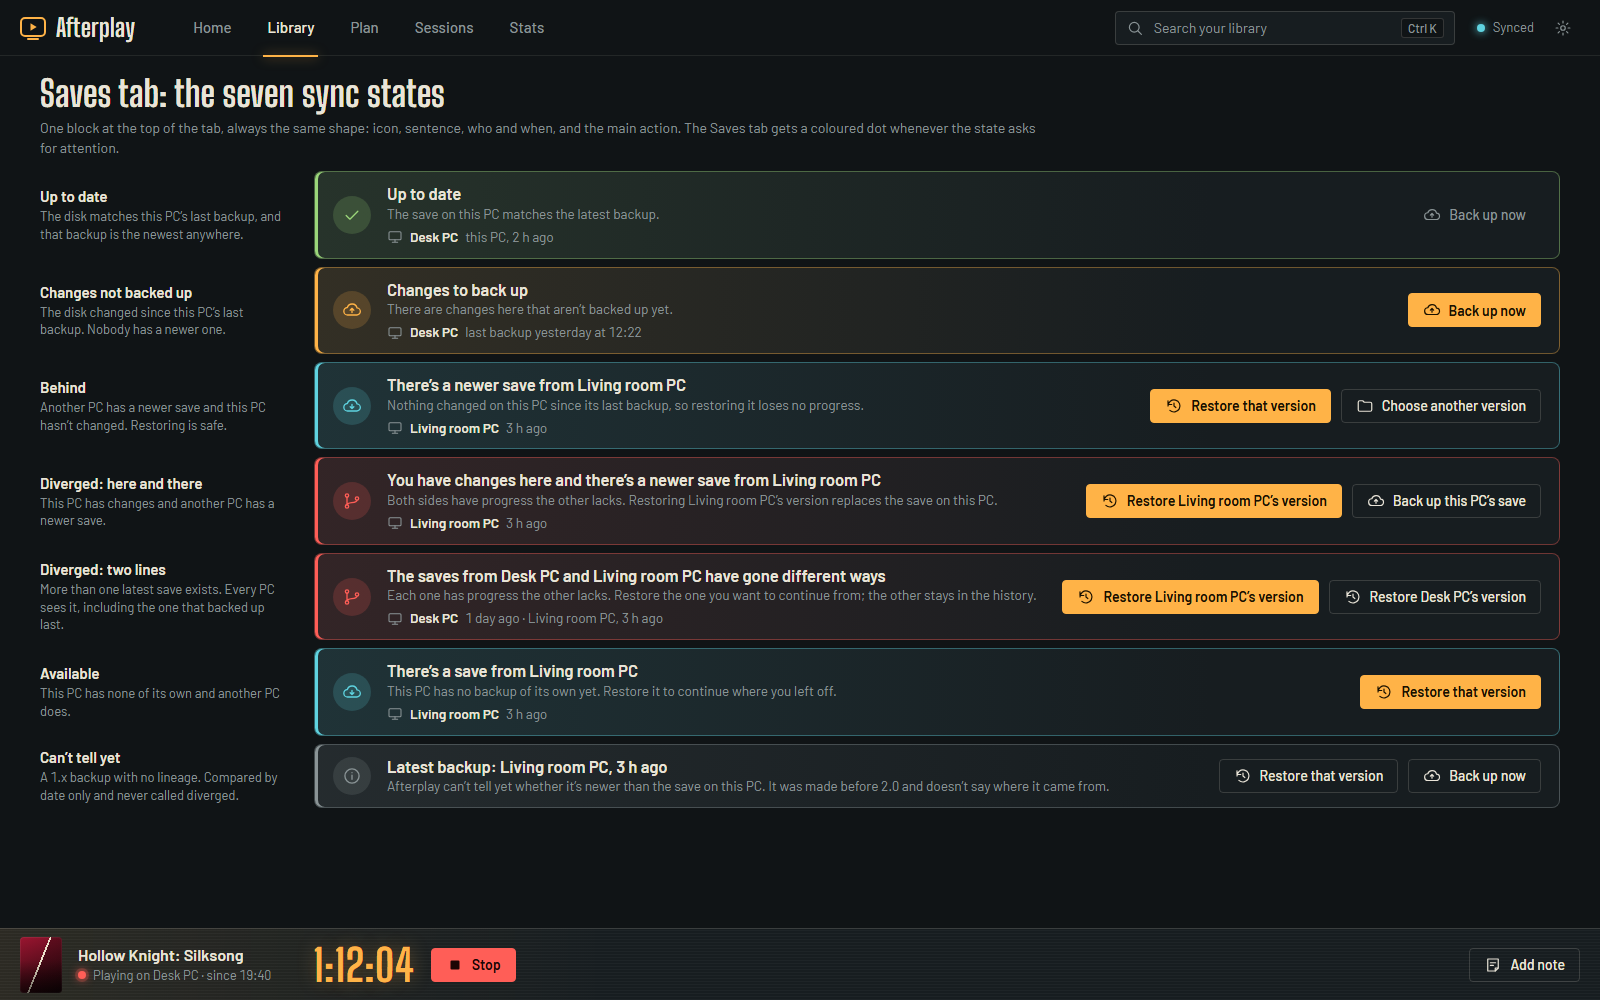 Afterplay
Home
Library
Plan
Sessions
Stats
Search your library
Ctrl K
Synced
Saves tab: the seven sync states
One block at the top of the tab, always the same shape: icon, sentence, who and when, and the main action. The Saves tab gets a coloured dot whenever the state asks
for attention.
Up to date
The disk matches this PC's last backup, and
that backup is the newest anywhere.
Up to date
The save on this PC matches the latest backup.
Desk PC this PC, 2 h ago
Back up now
Changes not backed up
The disk changed since this PC's last
backup. Nobody has a newer one.
Changes to back up
There are changes here that aren't backed up yet.
Desk PC last backup yesterday at 12:22
Back up now
Behind
Another PC has a newer save and this PC
hasn't changed. Restoring is safe.
There's a newer save from Living room PC
Nothing changed on this PC since its last backup, so restoring it loses no progress.
Living room PC 3 h ago
Restore that version
Choose another version
Diverged: here and there
This PC has changes and another PC has a
newer save.
You have changes here and there's a newer save from Living room PC
Both sides have progress the other lacks. Restoring Living room PC's version replaces the save on this PC.
Living room PC 3 h ago
Restore Living room PC's version
Back up this PC's save
Diverged: two lines
More than one latest save exists. Every PC
sees it, including the one that backed up
last.
The saves from Desk PC and Living room PC have gone different ways
Each one has progress the other lacks. Restore the one you want to continue from; the other stays in the history.
Desk PC 1 day ago · Living room PC, 3 h ago
Restore Living room PC's version
Restore Desk PC's version
Available
This PC has none of its own and another PC
does.
There's a save from Living room PC
This PC has no backup of its own yet. Restore it to continue where you left off.
Living room PC 3 h ago
Restore that version
Can't tell yet
A 1.x backup with no lineage. Compared by
date only and never called diverged.
Latest backup: Living room PC, 3 h ago
Afterplay can't tell yet whether it's newer than the save on this PC. It was made before 2.0 and doesn't say where it came from.
Restore that version
Back up now
Hollow Knight: Silksong
Playing on Desk PC · since 19:40
1:12:04
Stop
Add note